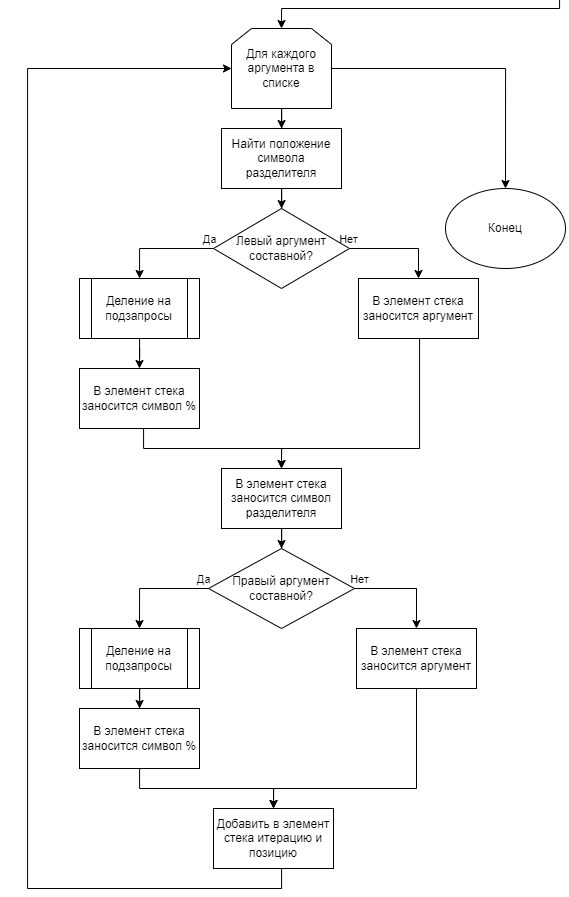 Для каждого
аргумента в
списке
Найти положение
символа
разделителя
Конец
Да
Левый аргумент
составной?
Нет
Деление на
подзапросы
В элемент стека
заносится аргумент
В элемент стека
заносится символ %
В элемент стека
заносится символ
разделителя
Да
Правый аргумент
составной?
Нет
Деление на
подзапросы
В элемент стека
заносится аргумент
В элемент стека
заносится символ %
Добавить в элемент
стека итерацию и
позицию